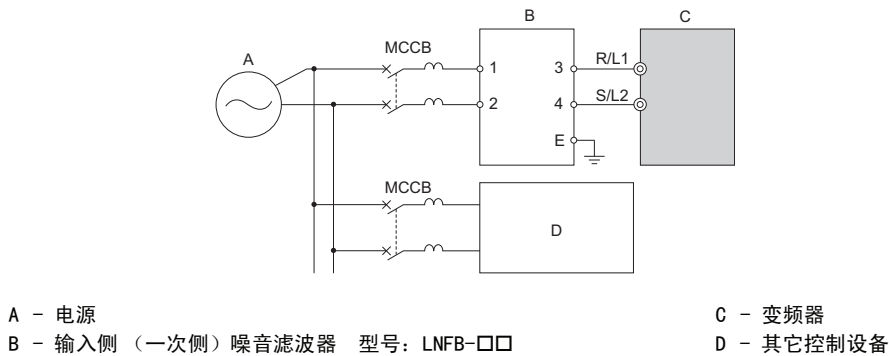 B
C
A
MCCB
1
3
R/L1
2
4
S/L2
E
MCCB
D
A - 电源
B - 输入侧 （一次侧）噪音滤波器 型号: LNFB-□□
C - 变频器
D - 其它控制设备